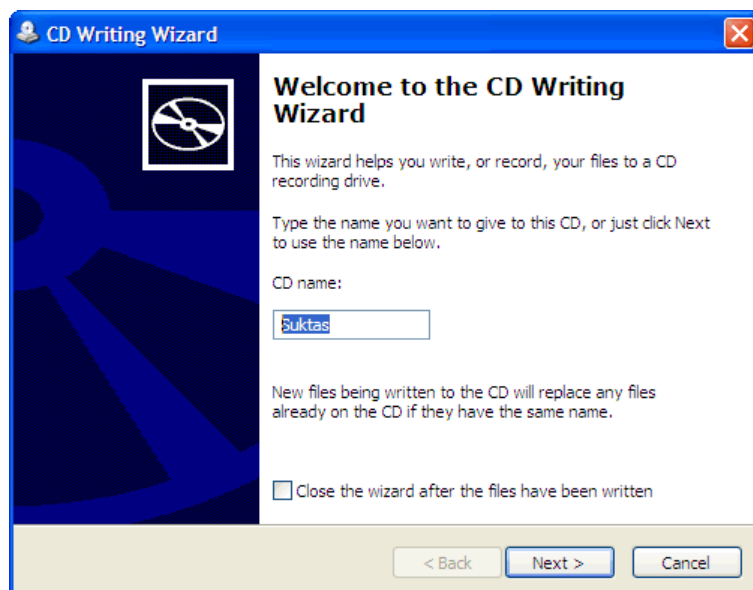 CD Writing Wizard
Welcome to the CD Writing
Wizard
This wizard helps you write, or record, your files to a CD
recording drive.
Type the name you want to give to this CD, or just click Next
to use the name below.
CD name:
Suktas
New files being written to the CD will replace any files
already on the CD if they have the same name.
Close the wizard after the files have been written
< Back Next > Cancel